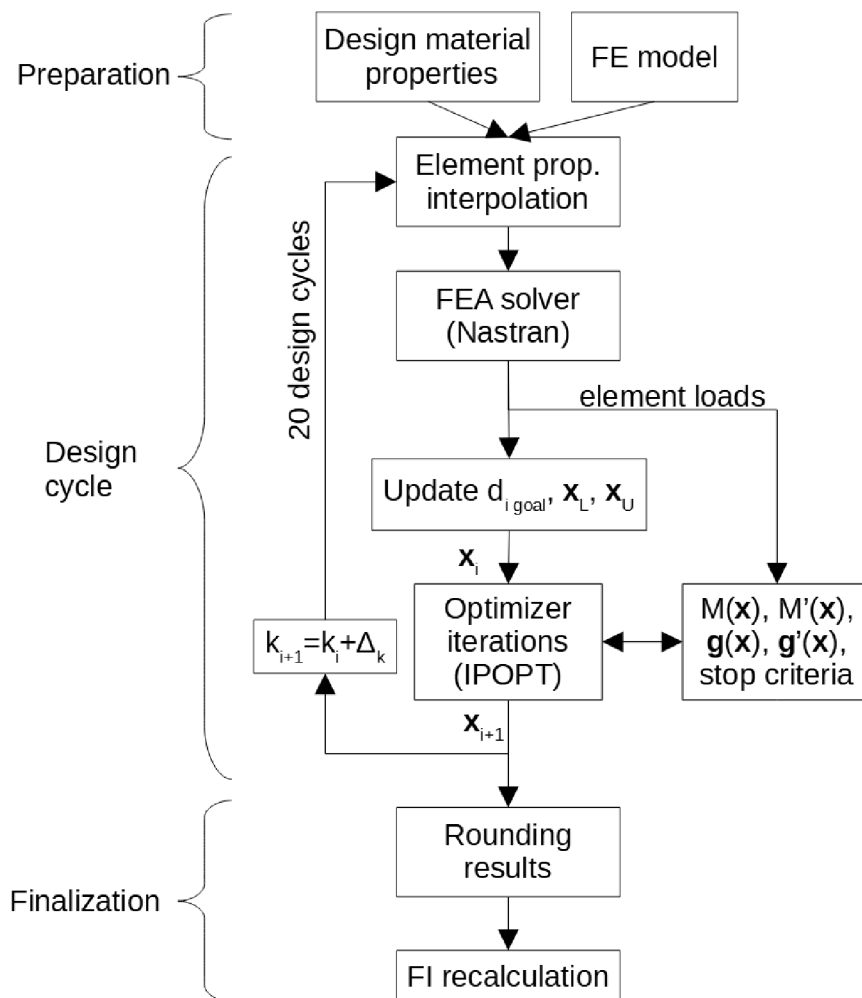 Preparation
Design material
properties
FE model
Element prop.
interpolation
20 design cycles
FEA solver
(Nastran)
element loads
Design
cycle
Update d_i goal, x_L, x_U
x_i
Optimizer
iterations
(IPOPT)
M(x), M'(x),
g(x), g'(x),
stop criteria
k_i+1=k_i+Δ_k
x_i+1
Finalization
Rounding
results
FI recalculation